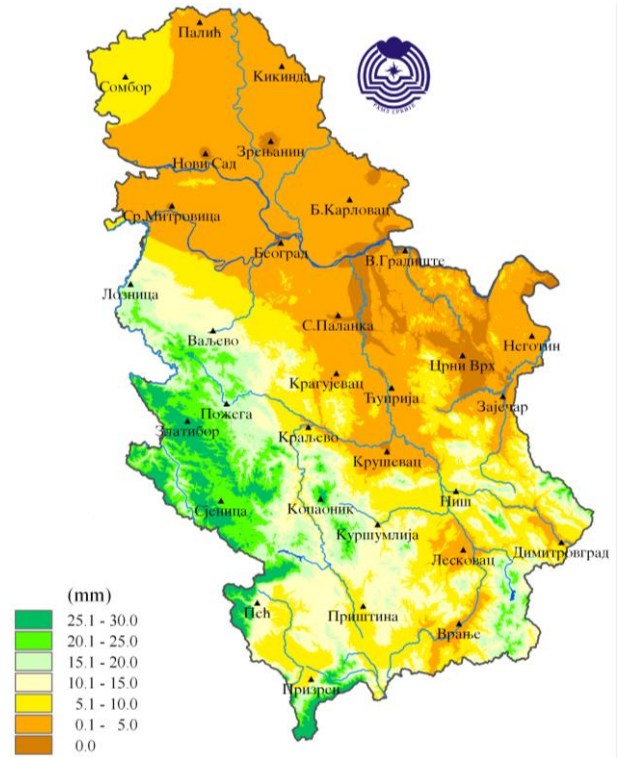 Палић
Кикинда
Сомбор
Зрењанин
Нови Сад
Б.Карловац
Ср.Митровица
Београд
В.Градиште
Лозница
С.Паланка
Ваљево
Неготин
Црни Врх
Крагујевац
Ћуприја
Зајечар
Пожега
Златибор
Краљево
Крушевац
Ниш
Копаоник
Сјеница
Куршумлија
Димитровград
Лесковац
(mm)
Пећ
Приштина
25.1 - 30.0
Врање
20.1 - 25.0
15.1 - 20.0
10.1 - 15.0
Призрен
5.1 - 10.0
0.1 - 5.0
0.0